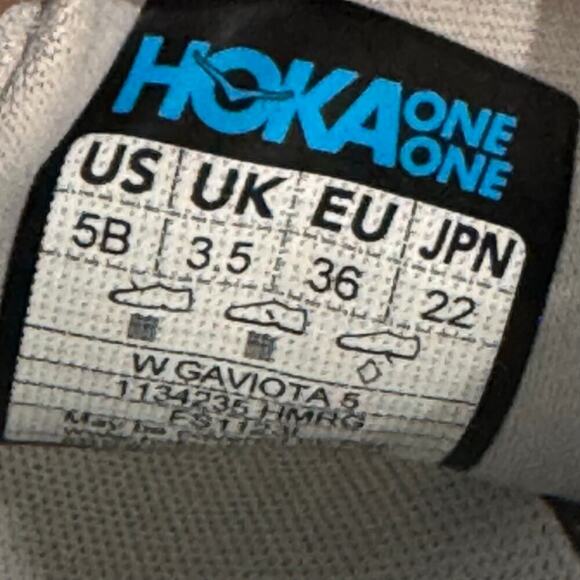 HOKA ONE ONE
US UK EU JPN
5B 3.5 36 22
W GAVIOTA 5
1134235 HMRG